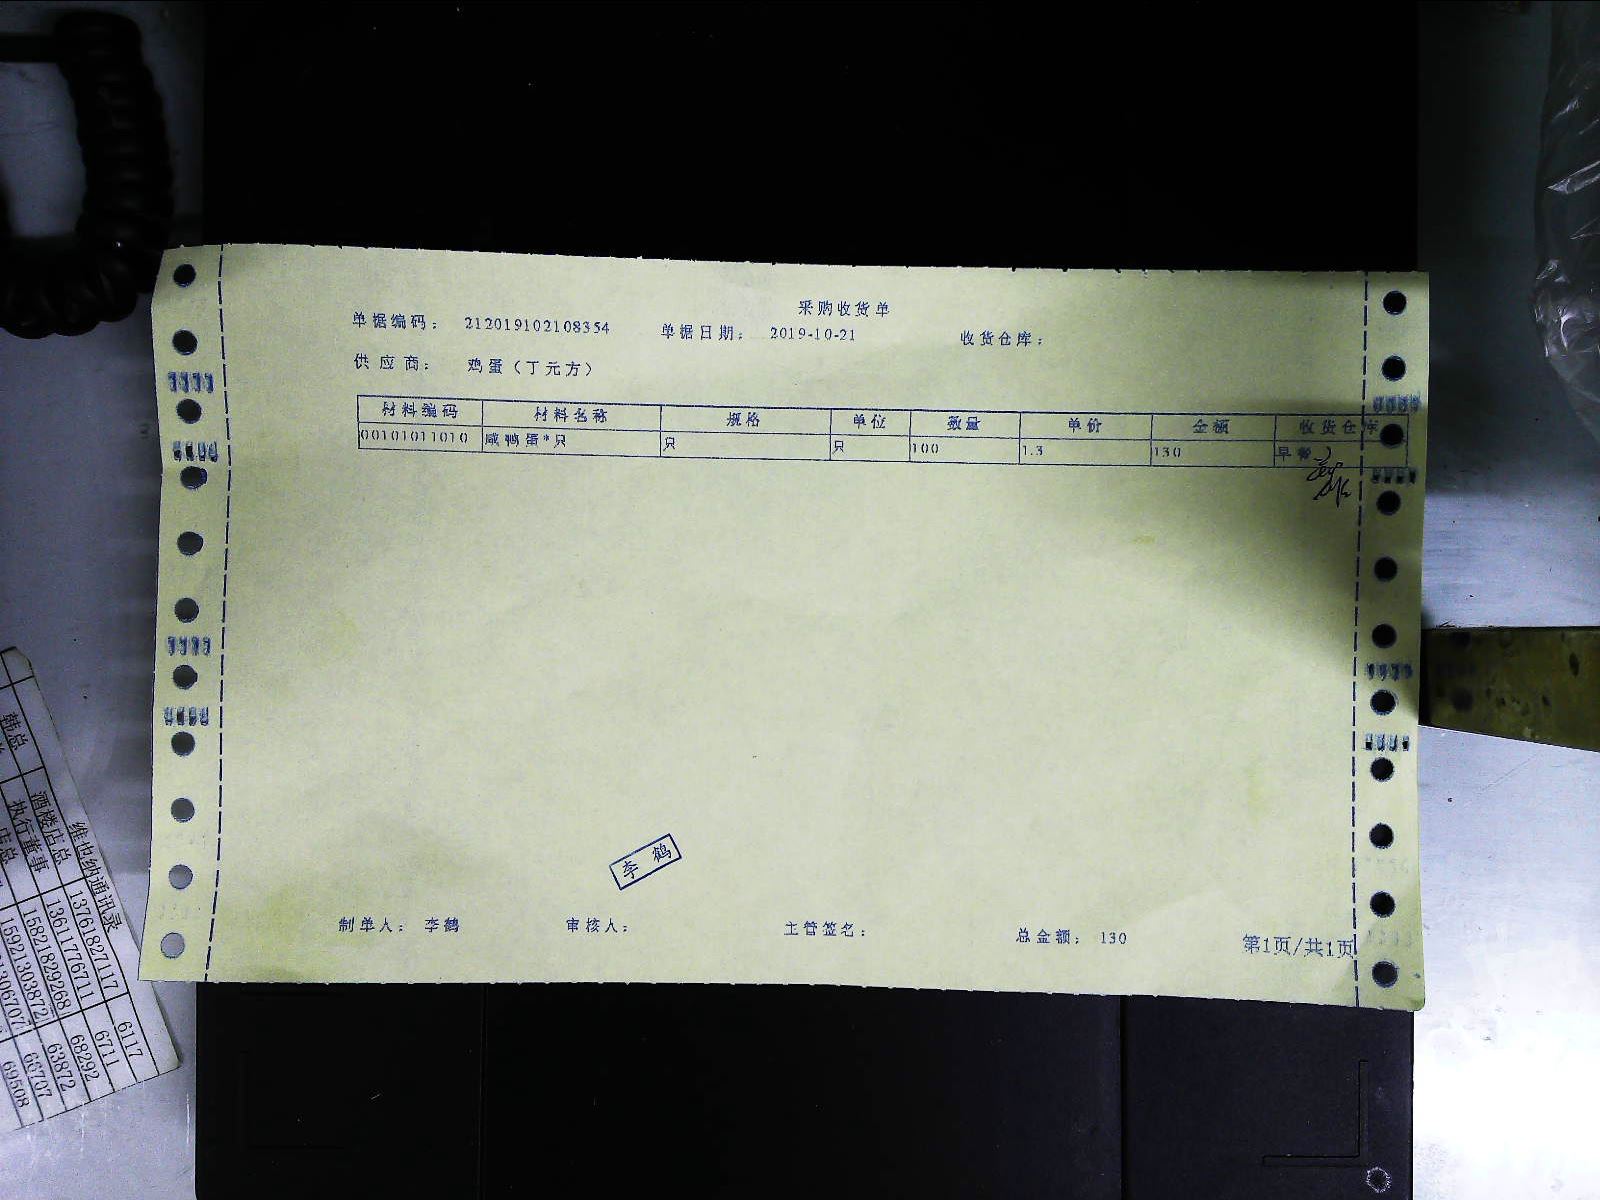 采购收货单
单据编码： 212019102108354 单据日期： 2019-10-21 收货仓库：
供应商： 鸡蛋（丁元方）
材料编码 材料名称 规格 单位 数量 单价 金额 收货仓库
00101011010 咸鸭蛋*只 只 只 100 1.3 130 早餐
李鹤
制单人： 李鹤 审核人： 主管签名： 总金额： 130 第1页/共1页
维也纳通讯录
韩总 酒楼店总 13761827117 6117
执行董事 13611776711 6711
店总 15821829268 68292
15921303872 63872
66707
69508